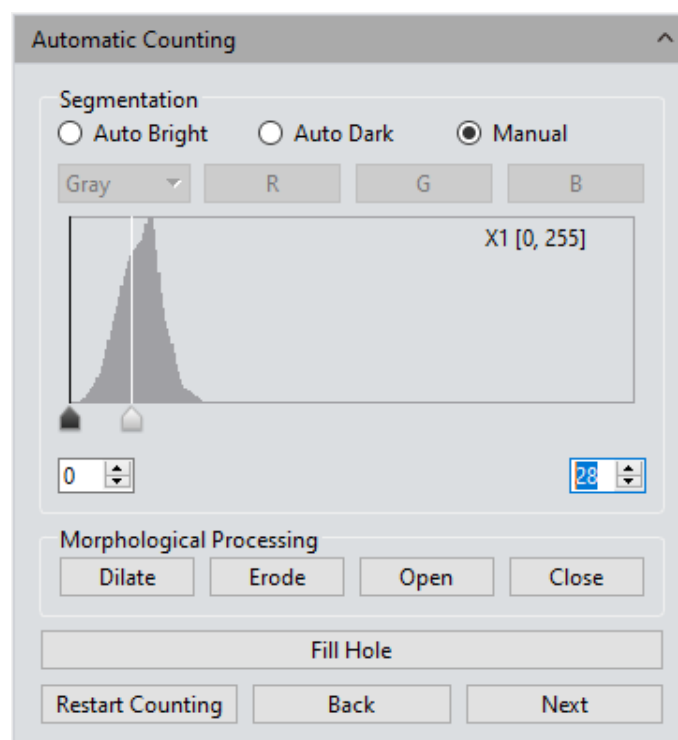 Automatic Counting
Segmentation
Auto Bright Auto Dark Manual
Gray R G B
X1 [0, 255]
0 28
Morphological Processing
Dilate Erode Open Close
Fill Hole
Restart Counting Back Next